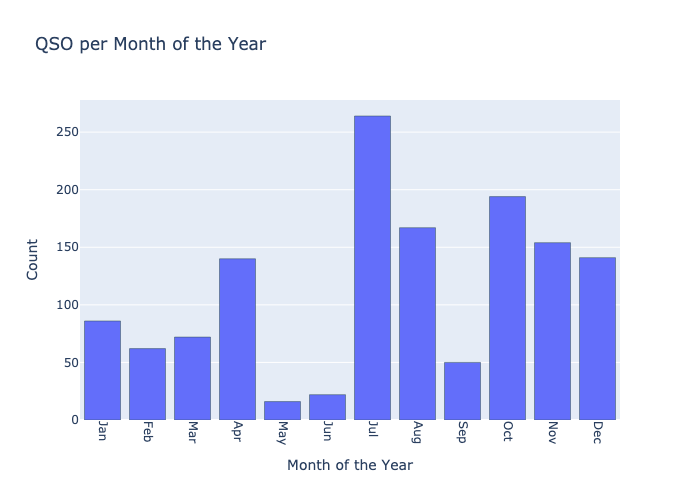 QSO per Month of the Year
250
200
150
100
50
0
Count
Jan
Feb
Mar
Apr
May
Jun
Jul
Aug
Sep
Oct
Nov
Dec
Month of the Year